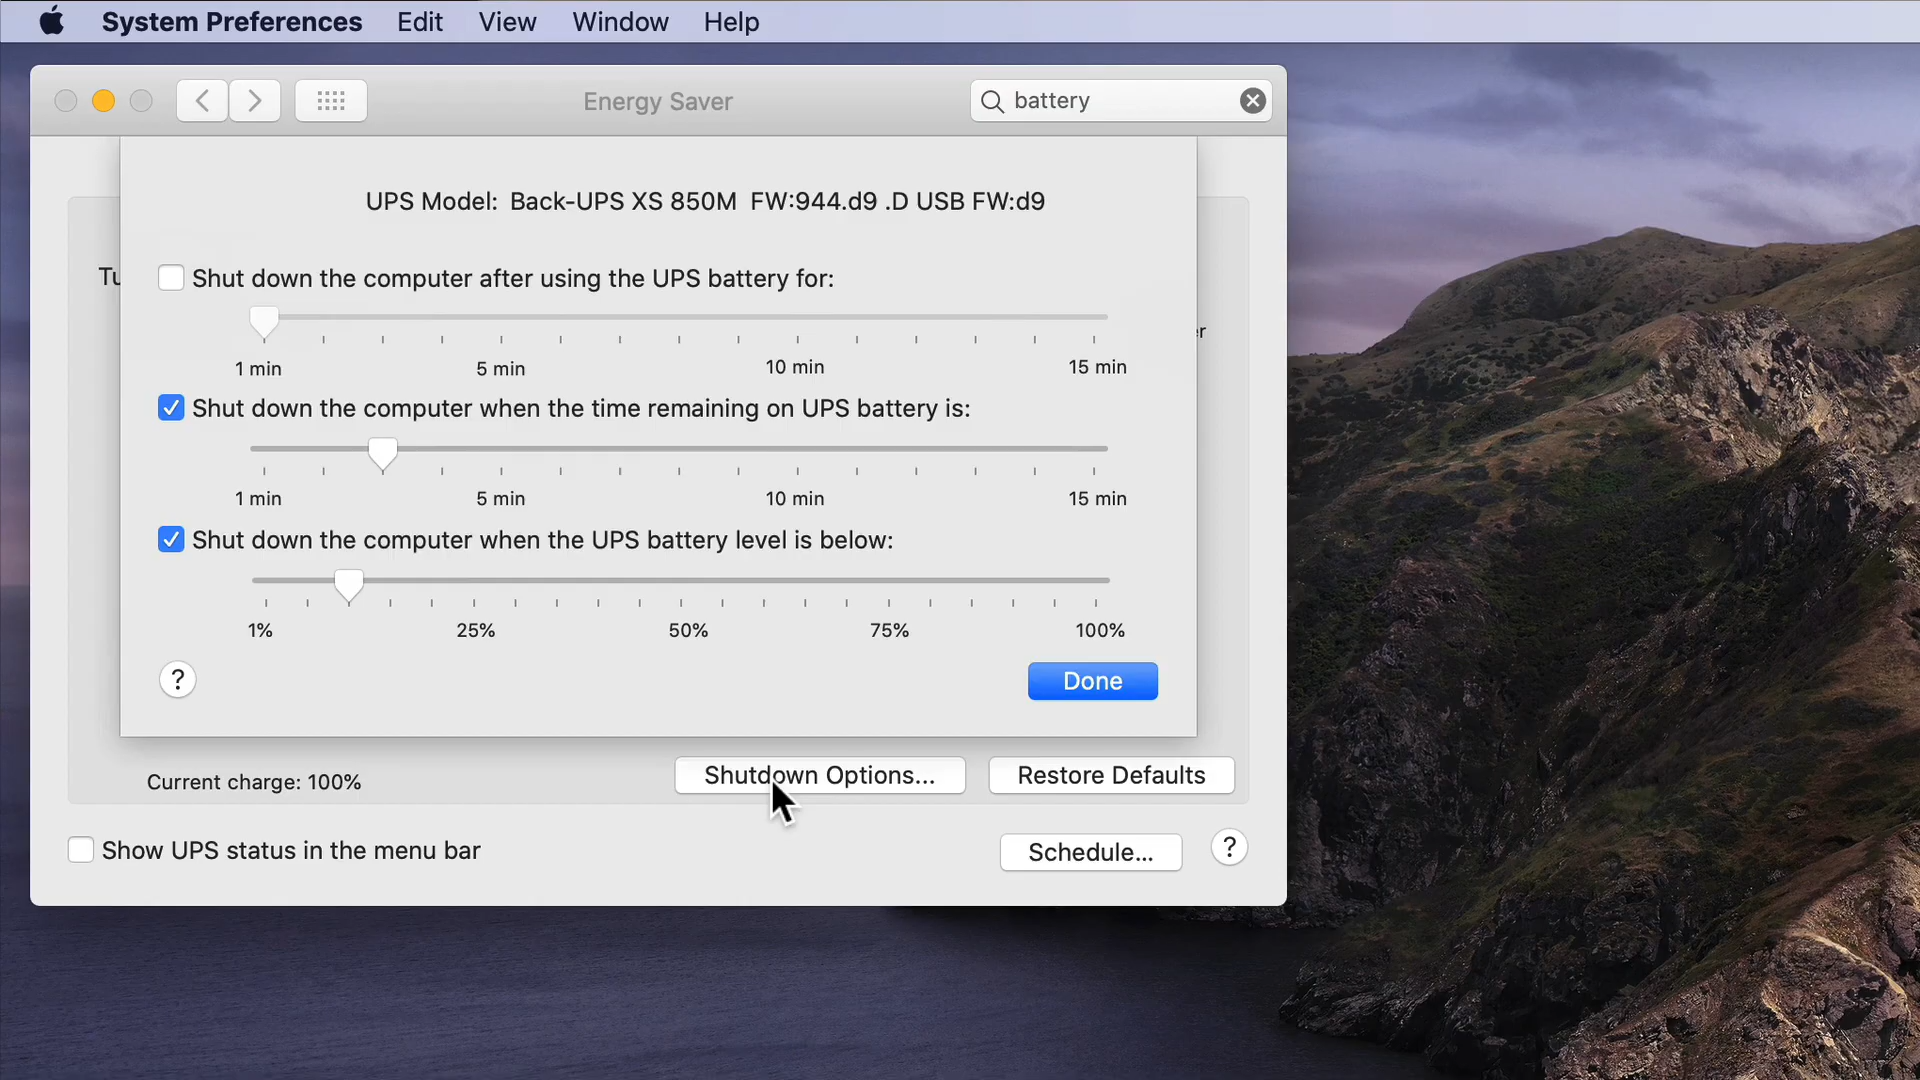 System Preferences Edit View Window Help
Energy Saver
battery
UPS Model: Back-UPS XS 850M FW:944.d9 .D USB FW:d9
Tu
Shut down the computer after using the UPS battery for:
er
1 min 5 min 10 min 15 min
Shut down the computer when the time remaining on UPS battery is:
1 min 5 min 10 min 15 min
Shut down the computer when the UPS battery level is below:
1% 25% 50% 75% 100%
? Done
Current charge: 100% Shutdown Options... Restore Defaults
Show UPS status in the menu bar Schedule... ?